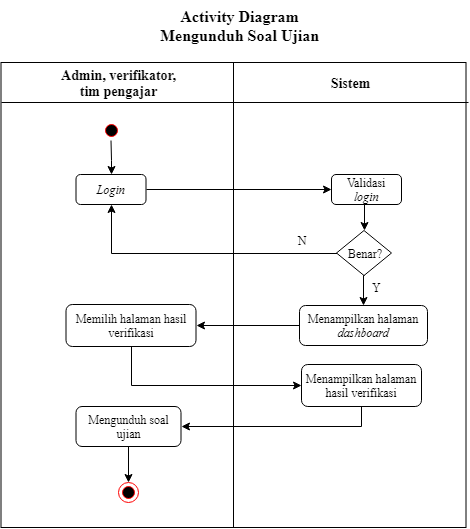 Activity Diagram
Mengunduh Soal Ujian
Admin, verifikator,
tim pengajar
Sistem
Login
Validasi
login
Benar?
N
Y
Menampilkan halaman
dashboard
Memilih halaman hasil
verifikasi
Menampilkan halaman
hasil verifikasi
Mengunduh soal
ujian